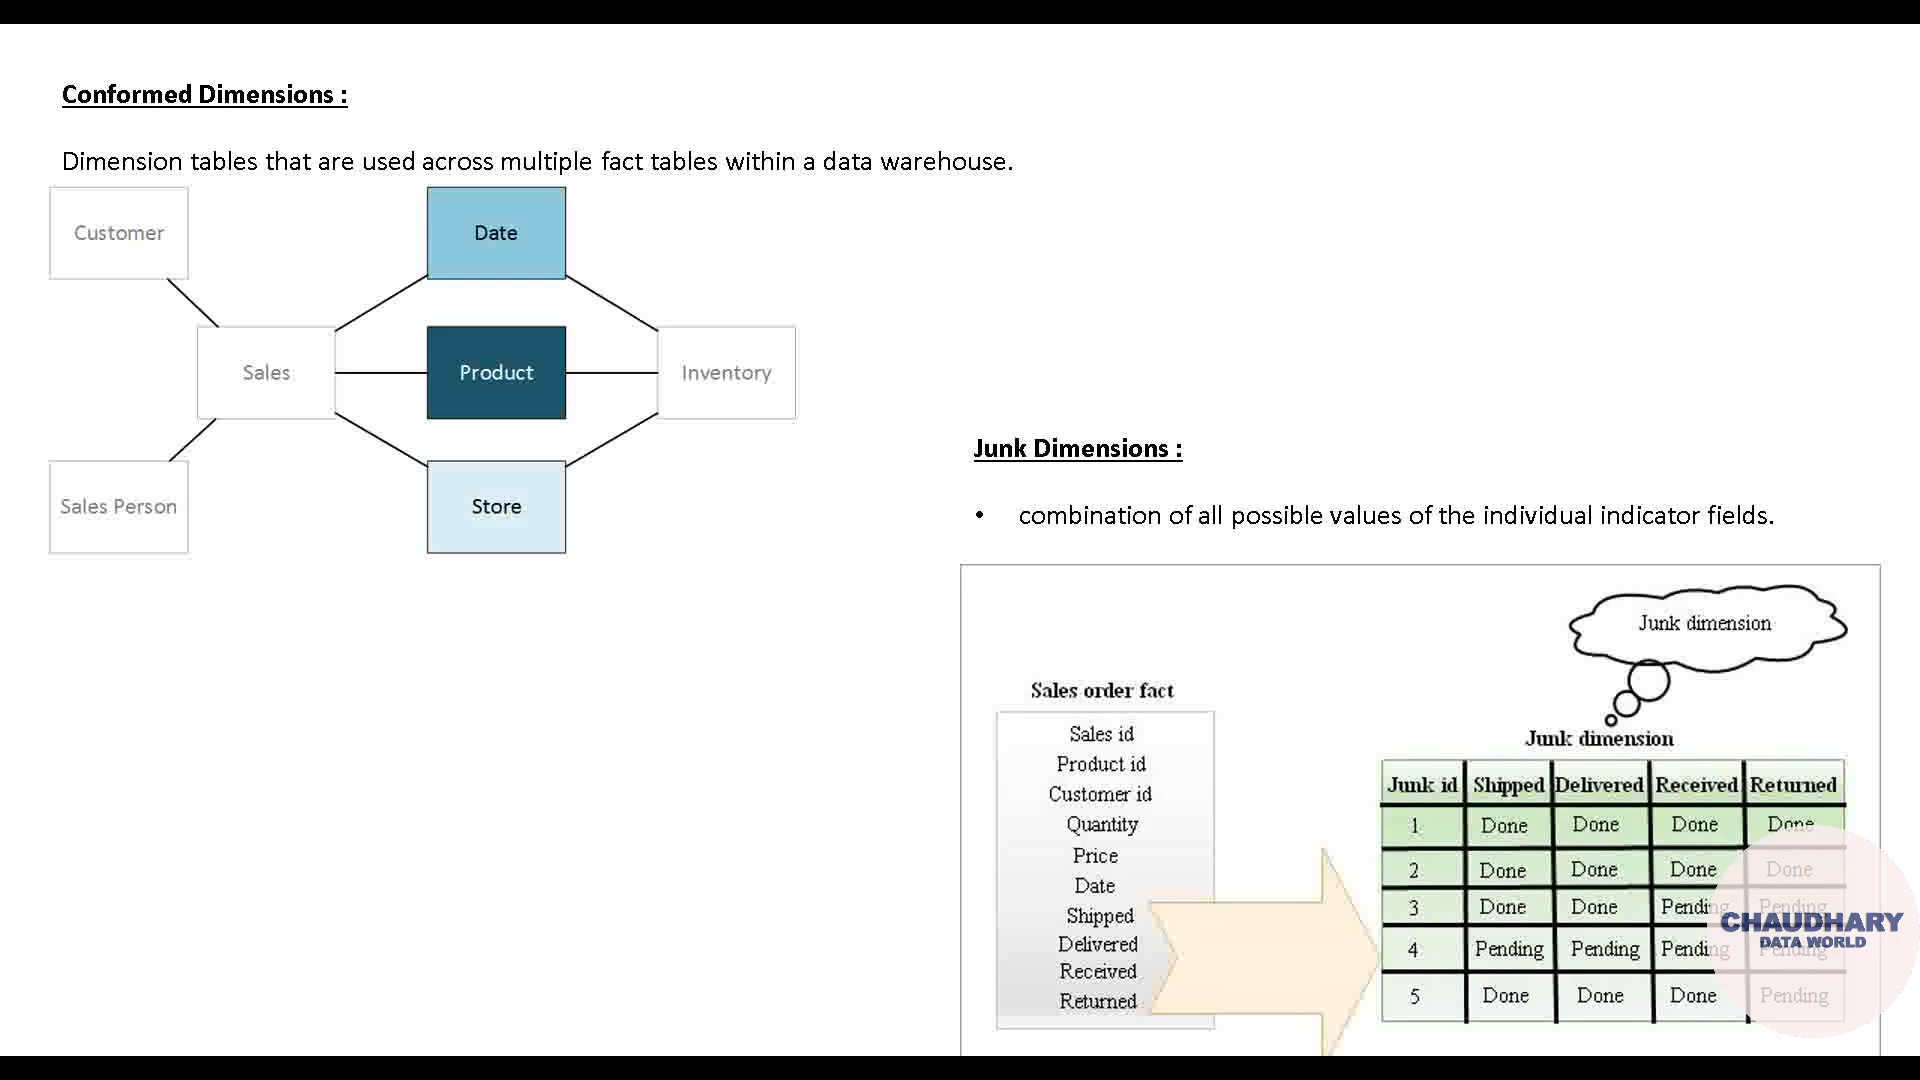 Conformed Dimensions :
Dimension tables that are used across multiple fact tables within a data warehouse.
Customer
Date
Sales
Product
Inventory
Sales Person
Store
Junk Dimensions :
• combination of all possible values of the individual indicator fields.
Junk dimension
Sales order fact
Sales id
Product id
Customer id
Quantity
Price
Date
Shipped
Delivered
Received
Returned
Junk dimension
Junk id Shipped Delivered Received Returned
1 Done Done Done Done
2 Done Done Done Done
3 Done Done Pending Pending
4 Pending Pending Pending Pending
5 Done Done Done Pending
CHAUDHARY
DATA WORLD